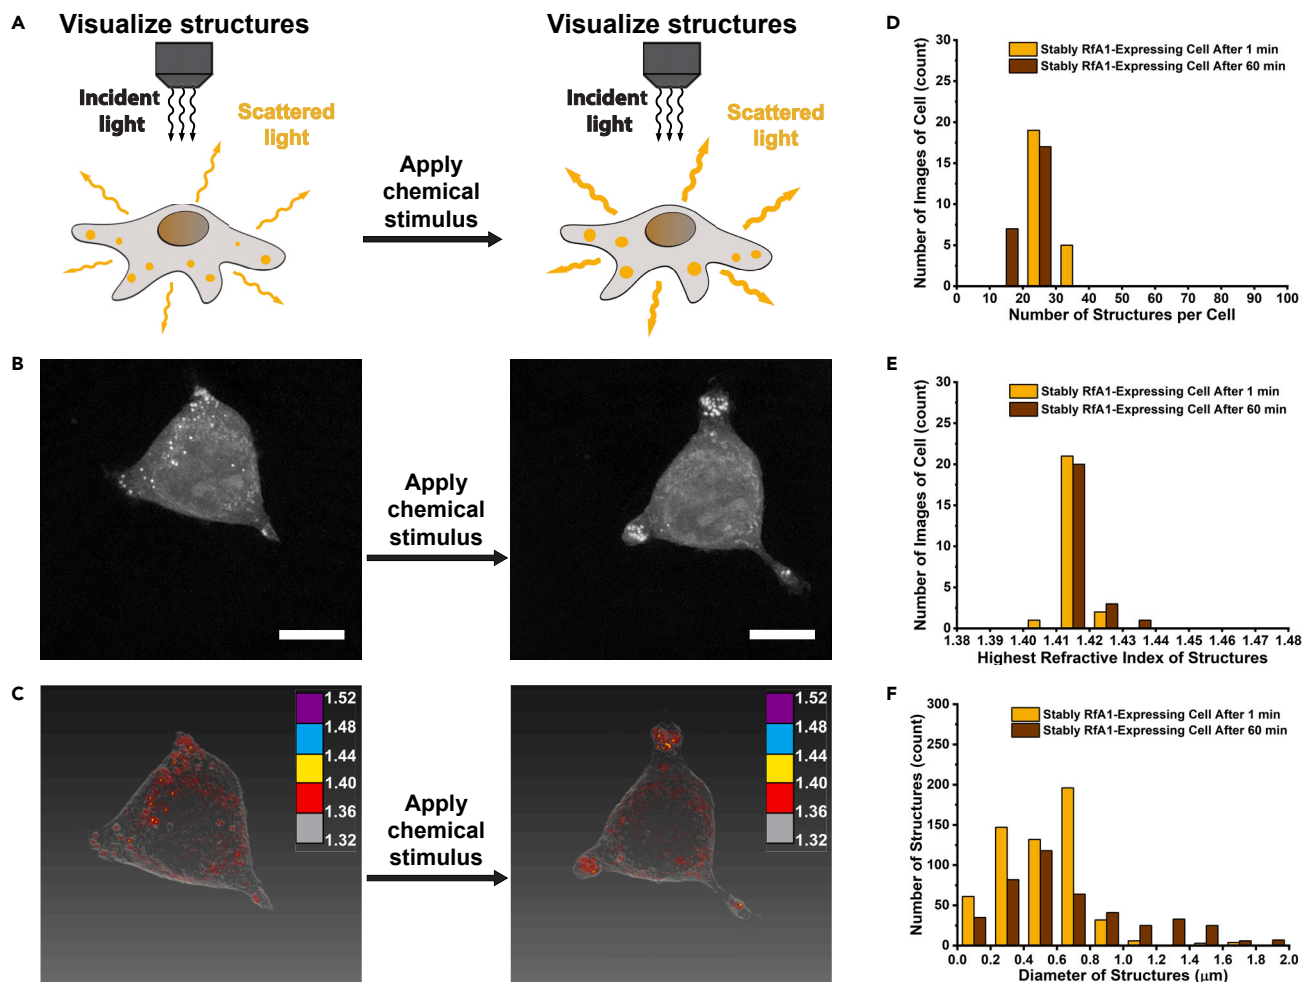 A
Visualize structures
Incident
light
Scattered
light
Apply
chemical
stimulus
Visualize structures
Incident
light
Scattered
light
B
Apply
chemical
stimulus
C
1.52
1.48
1.44
1.40
1.36
1.32
Apply
chemical
stimulus
1.52
1.48
1.44
1.40
1.36
1.32
D
Number of Images of Cell (count)
30
25
20
15
10
5
0
Stably RfA1-Expressing Cell After 1 min
Stably RfA1-Expressing Cell After 60 min
0 10 20 30 40 50 60 70 80 90 100
Number of Structures per Cell
E
Number of Images of Cell (count)
30
25
20
15
10
5
0
Stably RfA1-Expressing Cell After 1 min
Stably RfA1-Expressing Cell After 60 min
1.38 1.39 1.40 1.41 1.42 1.43 1.44 1.45 1.46 1.47 1.48
Highest Refractive Index of Structures
F
Number of Structures (count)
300
250
200
150
100
50
0
Stably RfA1-Expressing Cell After 1 min
Stably RfA1-Expressing Cell After 60 min
0.0 0.2 0.4 0.6 0.8 1.0 1.2 1.4 1.6 1.8 2.0
Diameter of Structures (μm)